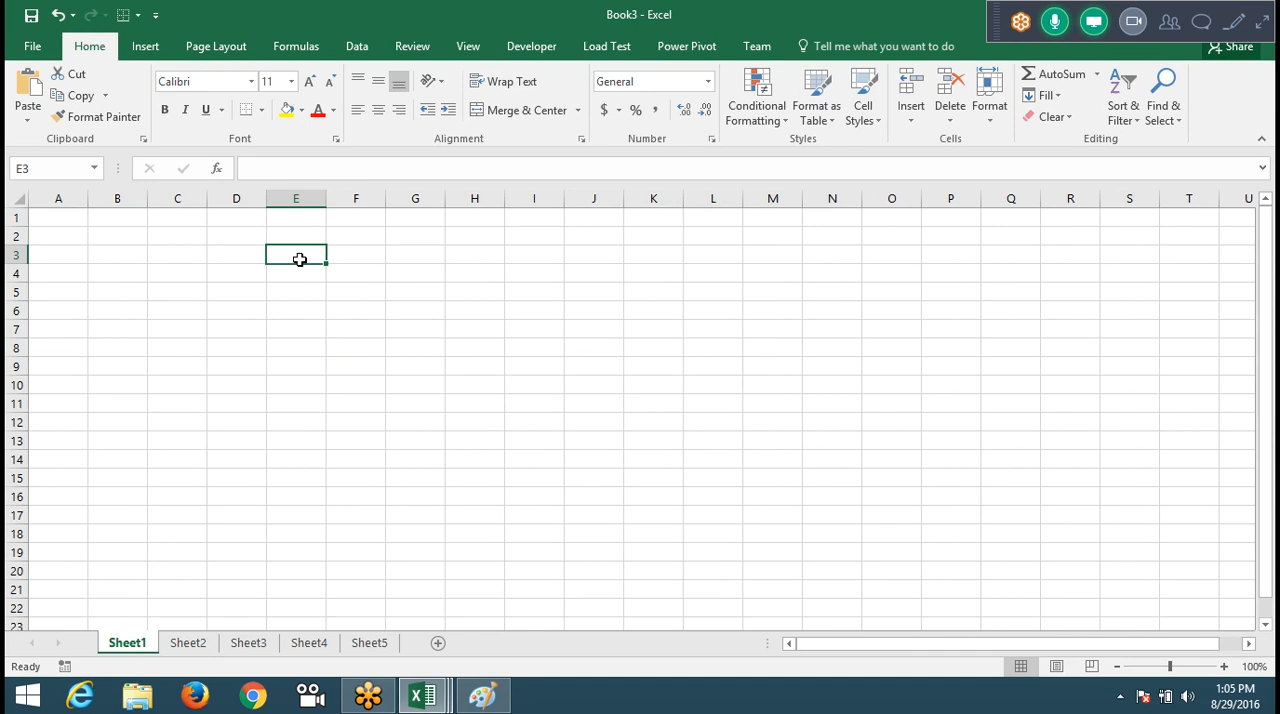 Book3 - Excel
File Home Insert Page Layout Formulas Data Review View Developer Load Test Power Pivot Team Tell me what you want to do Share
Paste
Cut
Copy
Format Painter
Clipboard
Calibri 11
B I U
Font
Wrap Text
Merge & Center
Alignment
General
$ % ,
Number
Conditional Formatting
Format as Table
Cell Styles
Styles
Insert Delete Format
Cells
AutoSum
Fill
Clear
Sort & Filter
Find & Select
Editing
E3 fx
A B C D E F G H I J K L M N O P Q R S T U
1
2
3
4
5
6
7
8
9
10
11
12
13
14
15
16
17
18
19
20
21
22
23
Sheet1 Sheet2 Sheet3 Sheet4 Sheet5
Ready 100%
1:05 PM
8/29/2016